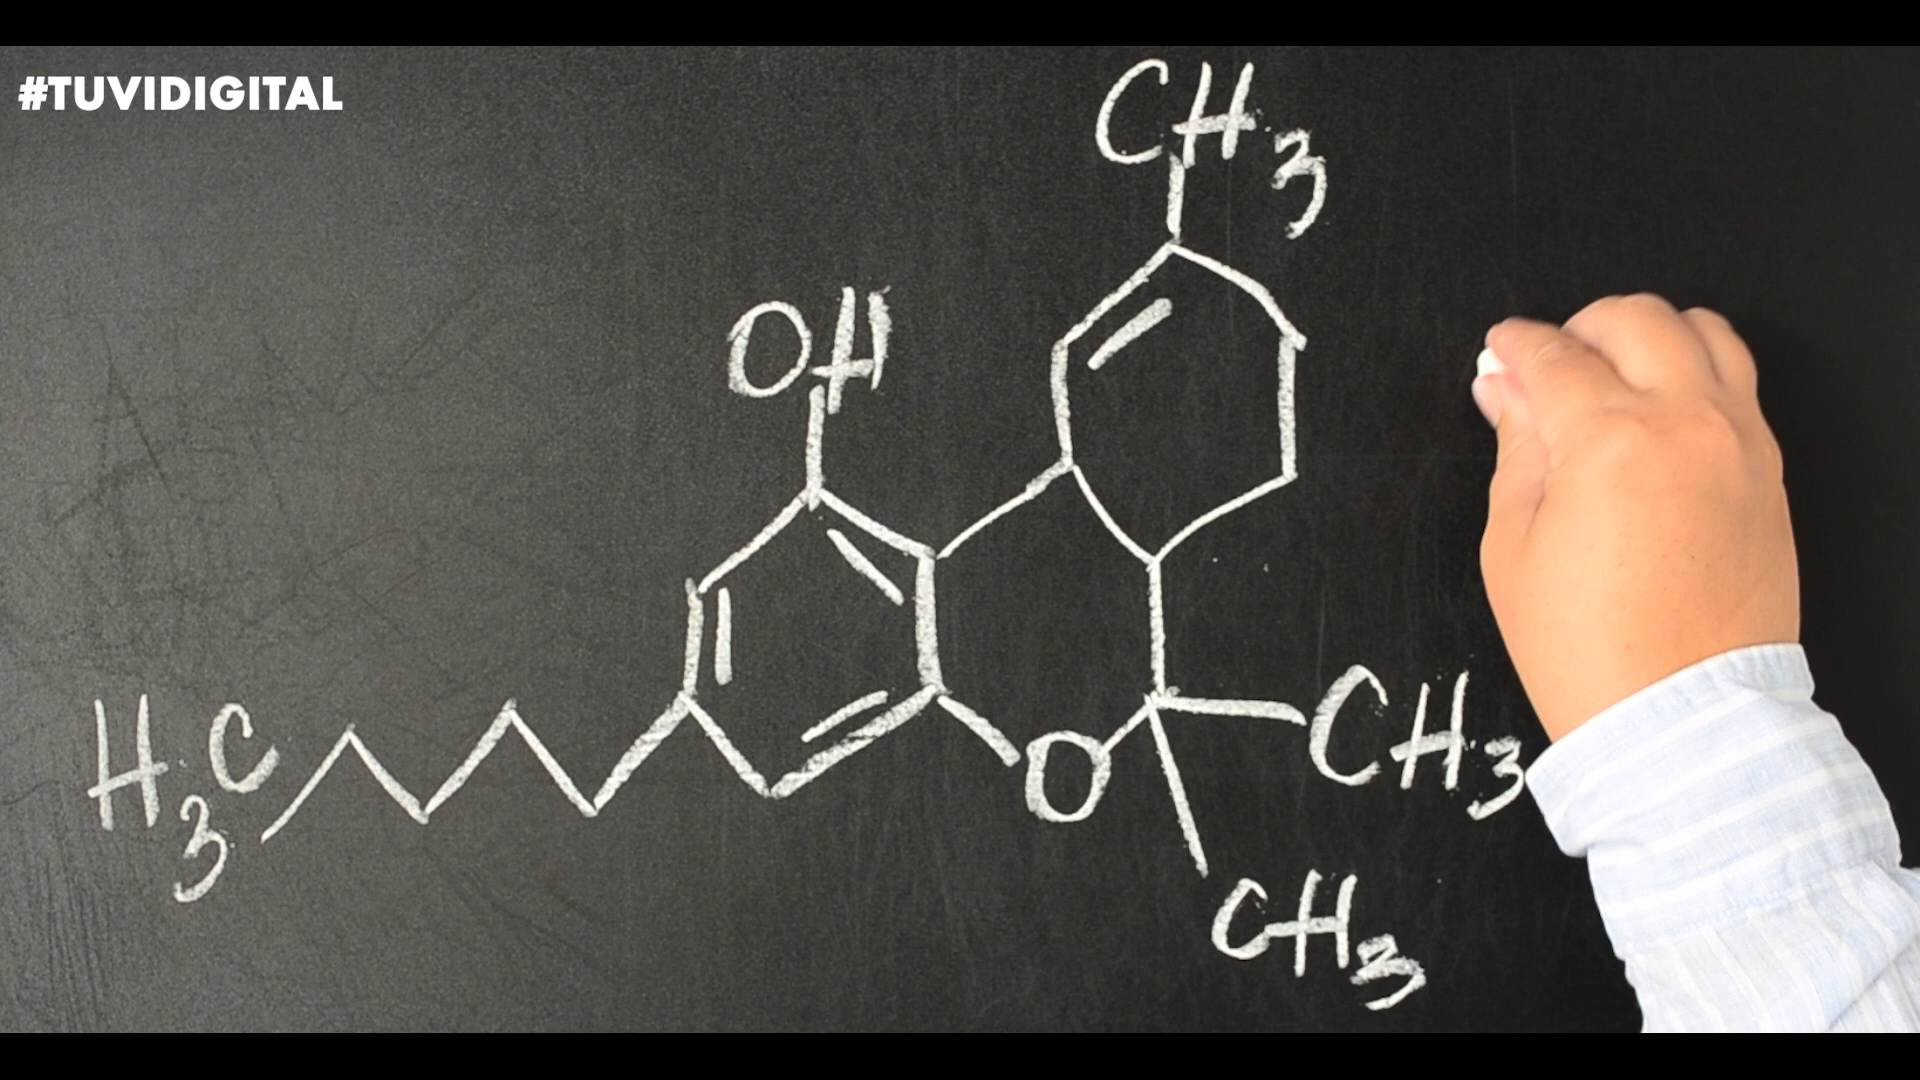 #TUVIDIGITAL
CH3
OH
H3C
O
CH3
CH3